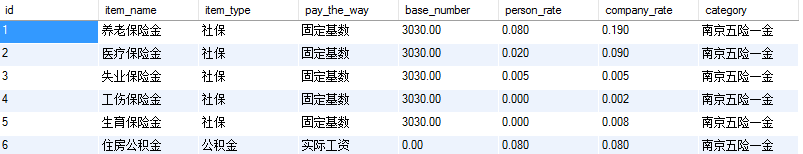 id item_name item_type pay_the_way base_number person_rate company_rate category
1 养老保险金 社保 固定基数 3030.00 0.080 0.190 南京五险一金
2 医疗保险金 社保 固定基数 3030.00 0.020 0.090 南京五险一金
3 失业保险金 社保 固定基数 3030.00 0.005 0.005 南京五险一金
4 工伤保险金 社保 固定基数 3030.00 0.000 0.002 南京五险一金
5 生育保险金 社保 固定基数 3030.00 0.000 0.008 南京五险一金
6 住房公积金 公积金 实际工资 0.00 0.080 0.080 南京五险一金